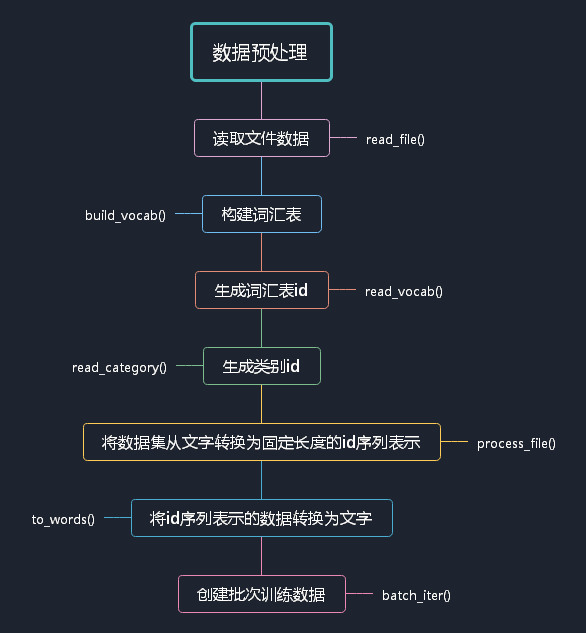 数据预处理
读取文件数据
read_file()
build_vocab()
构建词汇表
生成词汇表id
read_vocab()
read_category()
生成类别id
将数据集从文字转换为固定长度的id序列表示
process_file()
to_words()
将id序列表示的数据转换为文字
创建批次训练数据
batch_iter()